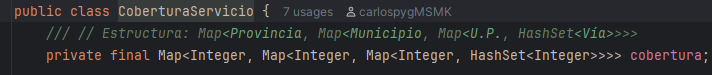 public class CoberturaServicio {  7 usages  carlospygMSMK
/// // Estructura: Map<Provincia, Map<Municipio, Map<U.P., HashSet<Via>>>>
private final Map<Integer, Map<Integer, Map<Integer, HashSet<Integer>>>> cobertura;